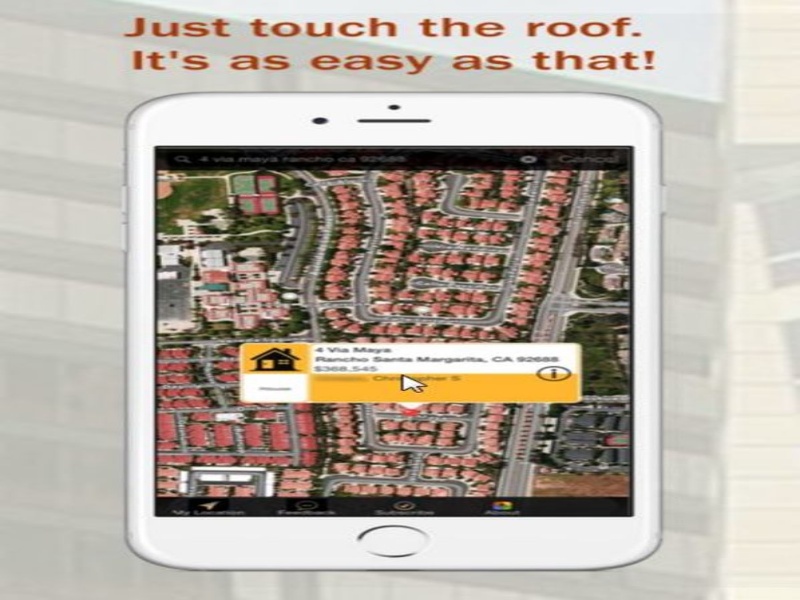 Just touch the roof.
It's as easy as that!
4 via maya rancho ca 92688
Cancel
4 Via Maya
Rancho Santa Margarita, CA 92688
$368,545
Christopher S
House
My Location
Feedback
Subscribe
About